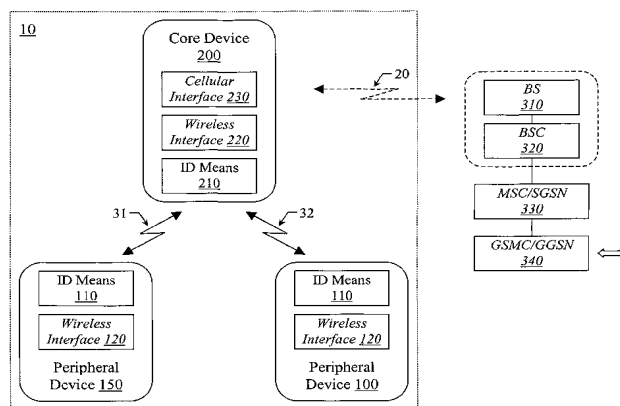 10
Core Device
200
Cellular
Interface 230
Wireless
Interface 220
ID Means
210
20
BS
310
BSC
320
MSC/SGSN
330
GSMC/GGSN
340
31
32
ID Means
110
Wireless
Interface 120
Peripheral
Device 150
ID Means
110
Wireless
Interface 120
Peripheral
Device 100